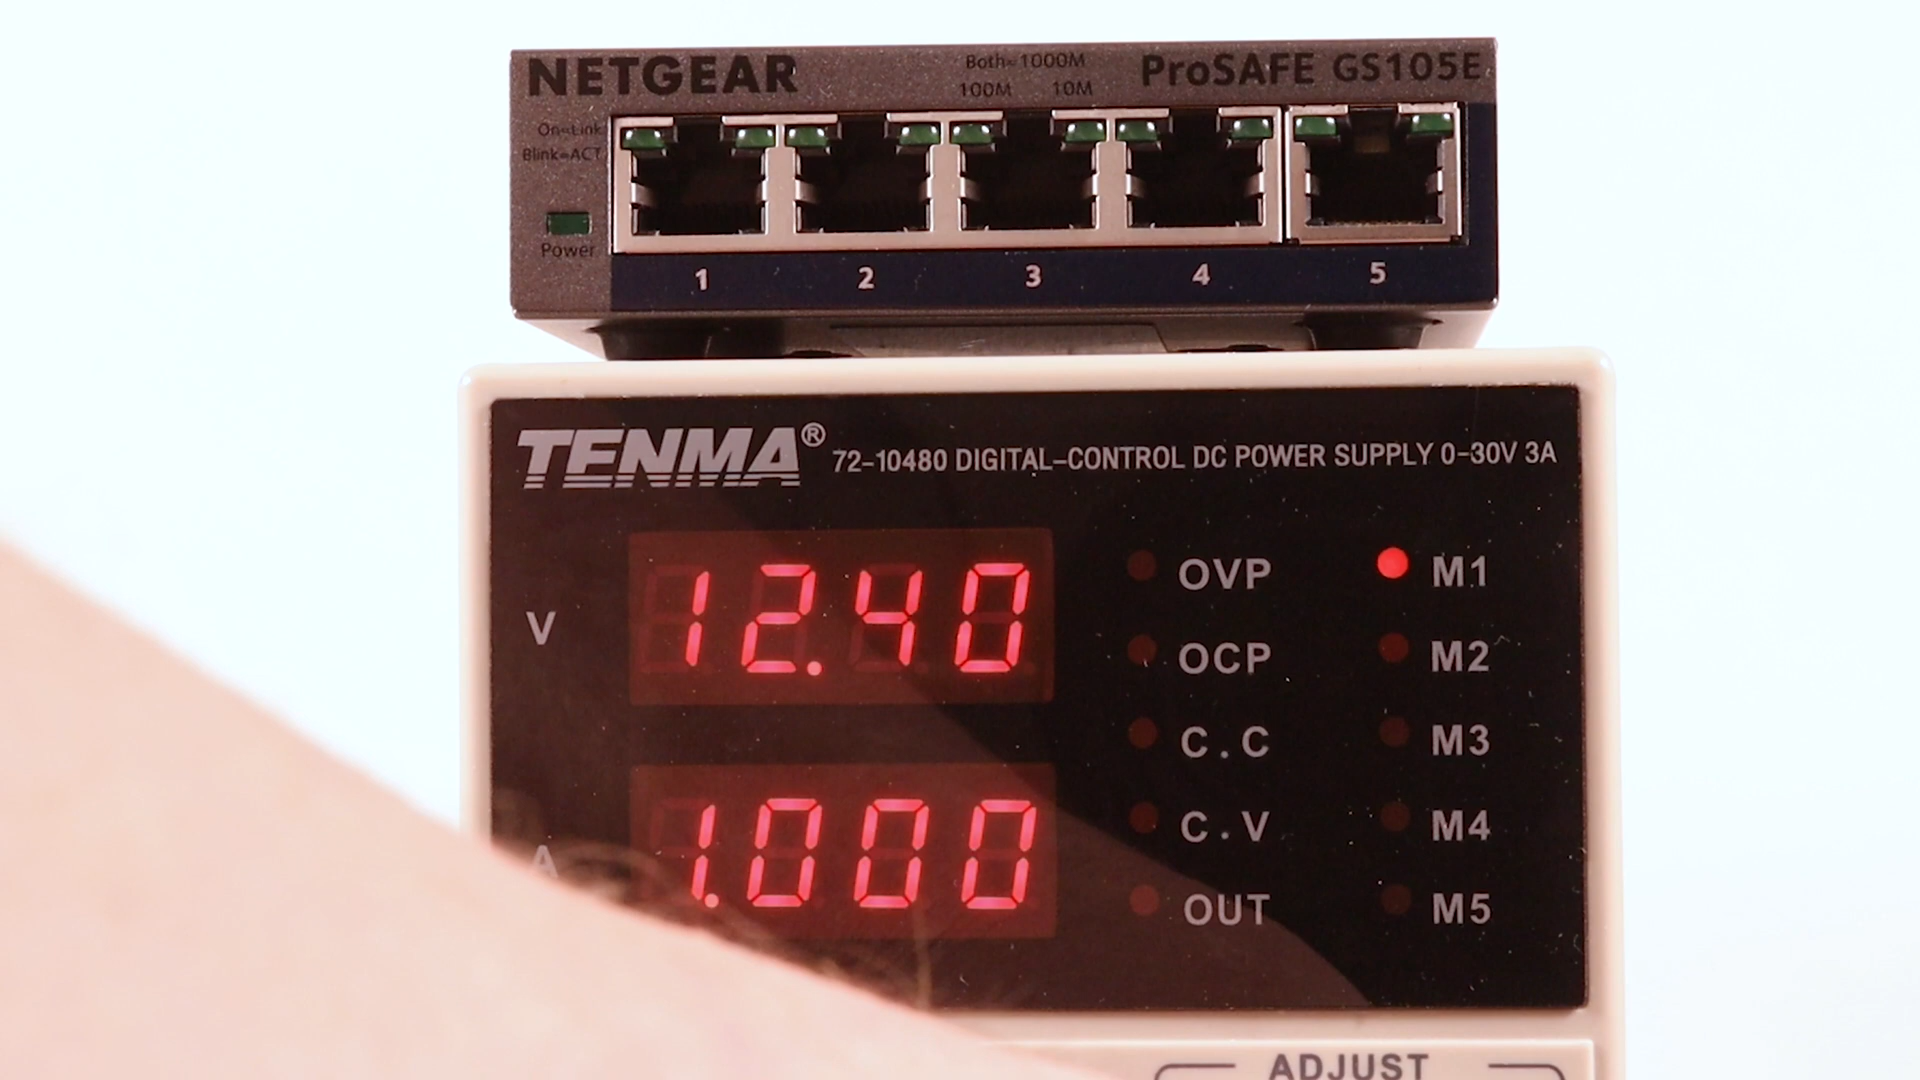 NETGEAR
Both=1000M
100M 10M
ProSAFE GS105E
On=Link
Blink=ACT
Power
1 2 3 4 5
TENMA® 72-10480 DIGITAL-CONTROL DC POWER SUPPLY 0-30V 3A
V 12.40
A 1.000
OVP M1
OCP M2
C.C M3
C.V M4
OUT M5
ADJUST